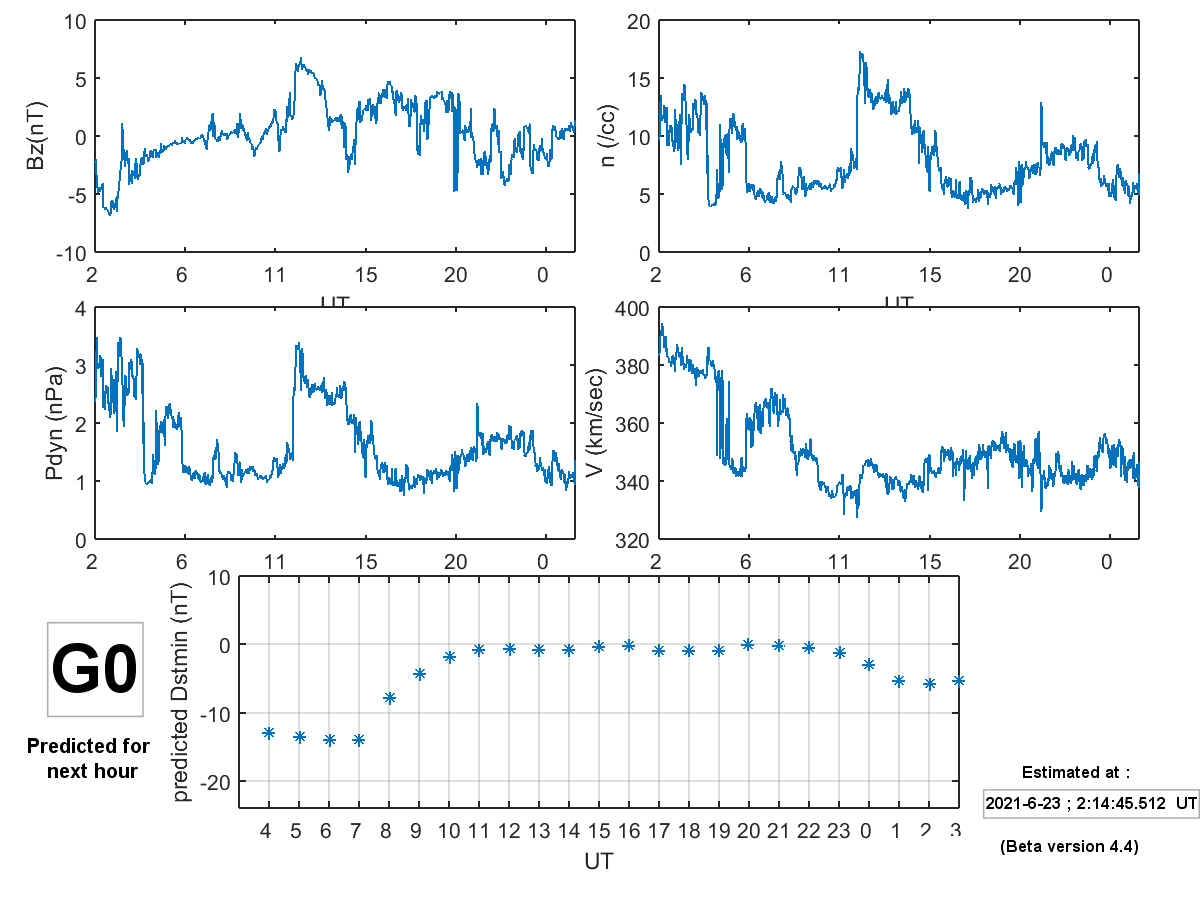 10
5
0
-5
-10
Bz(nT)
2 6 11 15 20 0
UT
20
15
10
5
0
n (/cc)
2 6 11 15 20 0
UT
4
3
2
1
0
Pdyn (nPa)
2 6 11 15 20 0
400
380
360
340
320
V (km/sec)
2 6 11 15 20 0
G0
Predicted for
next hour
10
0
-10
-20
predicted Dstmin (nT)
4 5 6 7 8 9 10 11 12 13 14 15 16 17 18 19 20 21 22 23 0 1 2 3
UT
Estimated at :
2021-6-23 ; 2:14:45.512 UT
(Beta version 4.4)